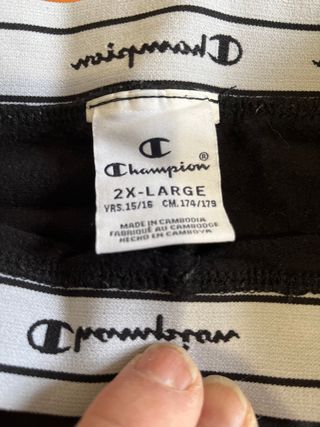 Champion
Champion®
2X-LARGE
YRS. 15/16 CM. 174/179
MADE IN CAMBODIA
FABRIQUÉ AU CAMBODGE
HECHO EN CAMBOYA
Champion